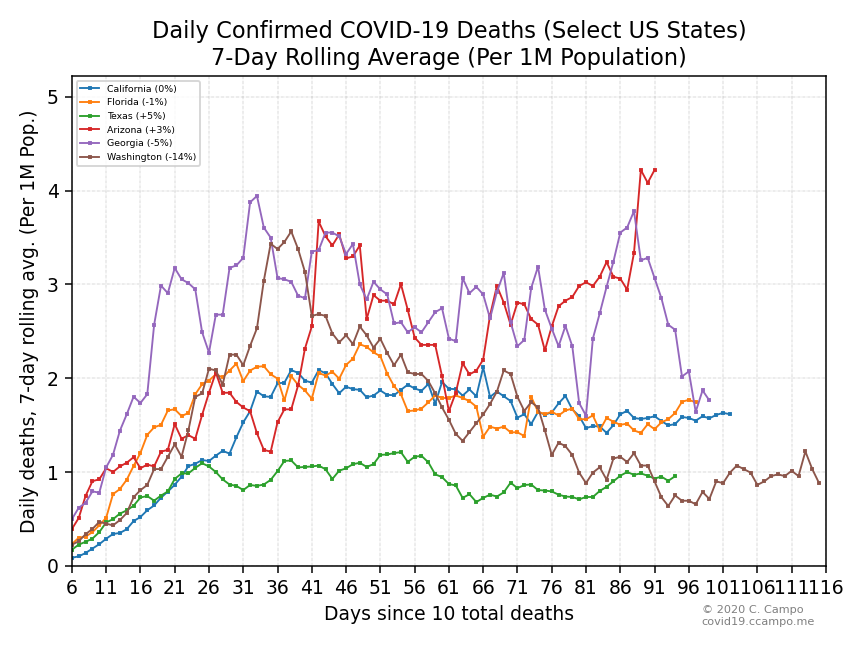 Daily Confirmed COVID-19 Deaths (Select US States)
7-Day Rolling Average (Per 1M Population)
Daily deaths, 7-day rolling avg. (Per 1M Pop.)
5
4
3
2
1
0
California (0%)
Florida (-1%)
Texas (+5%)
Arizona (+3%)
Georgia (-5%)
Washington (-14%)
6 11 16 21 26 31 36 41 46 51 56 61 66 71 76 81 86 91 96 101 106 111 116
Days since 10 total deaths
© 2020 C. Campo
covid19.ccampo.me